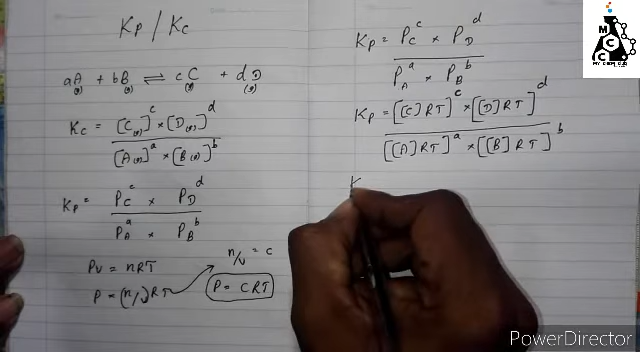 Kp / Kc
aA(g) + bB(g) ⇌ cC(g) + dD(g)
Kc = [C(g)]^c × [D(g)]^d
[A(g)]^a × [B(g)]^b
Kp = P_C^c × P_D^d
P_A^a × P_B^b
PV = nRT
n/V = C
P = (n/V)RT
P = CRT
Kp = P_C^c × P_D^d
P_A^a × P_B^b
Kp = [[C]RT]^c × [[D]RT]^d
[[A]RT]^a × [[B]RT]^b
K
M
C
C
PowerDirector